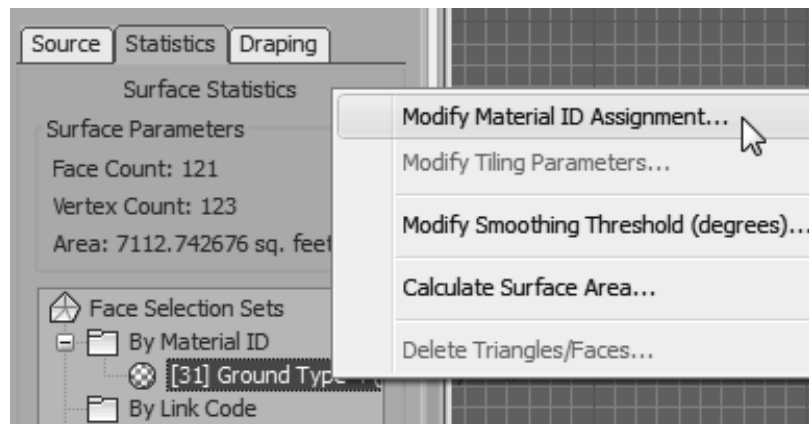 Source Statistics Draping
Surface Statistics
Surface Parameters
Face Count: 121
Vertex Count: 123
Area: 7112.742676 sq. feet
Face Selection Sets
By Material ID
[31] Ground Type
By Link Code
Modify Material ID Assignment...
Modify Tiling Parameters...
Modify Smoothing Threshold (degrees)...
Calculate Surface Area...
Delete Triangles/Faces...